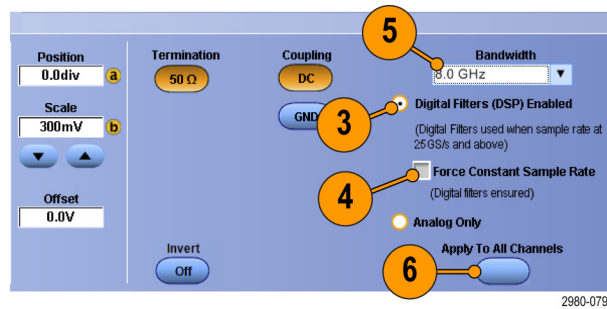 5
Position
Termination
Coupling
Bandwidth
0.0div
a
50 Ω
DC
8.0 GHz
Scale
300mV
b
GND
3
Digital Filters (DSP) Enabled
(Digital Filters used when sample rate at
25GS/s and above)
4
Force Constant Sample Rate
(Digital filters ensured)
Offset
0.0V
Analog Only
Invert
Off
6
Apply To All Channels
2980-079